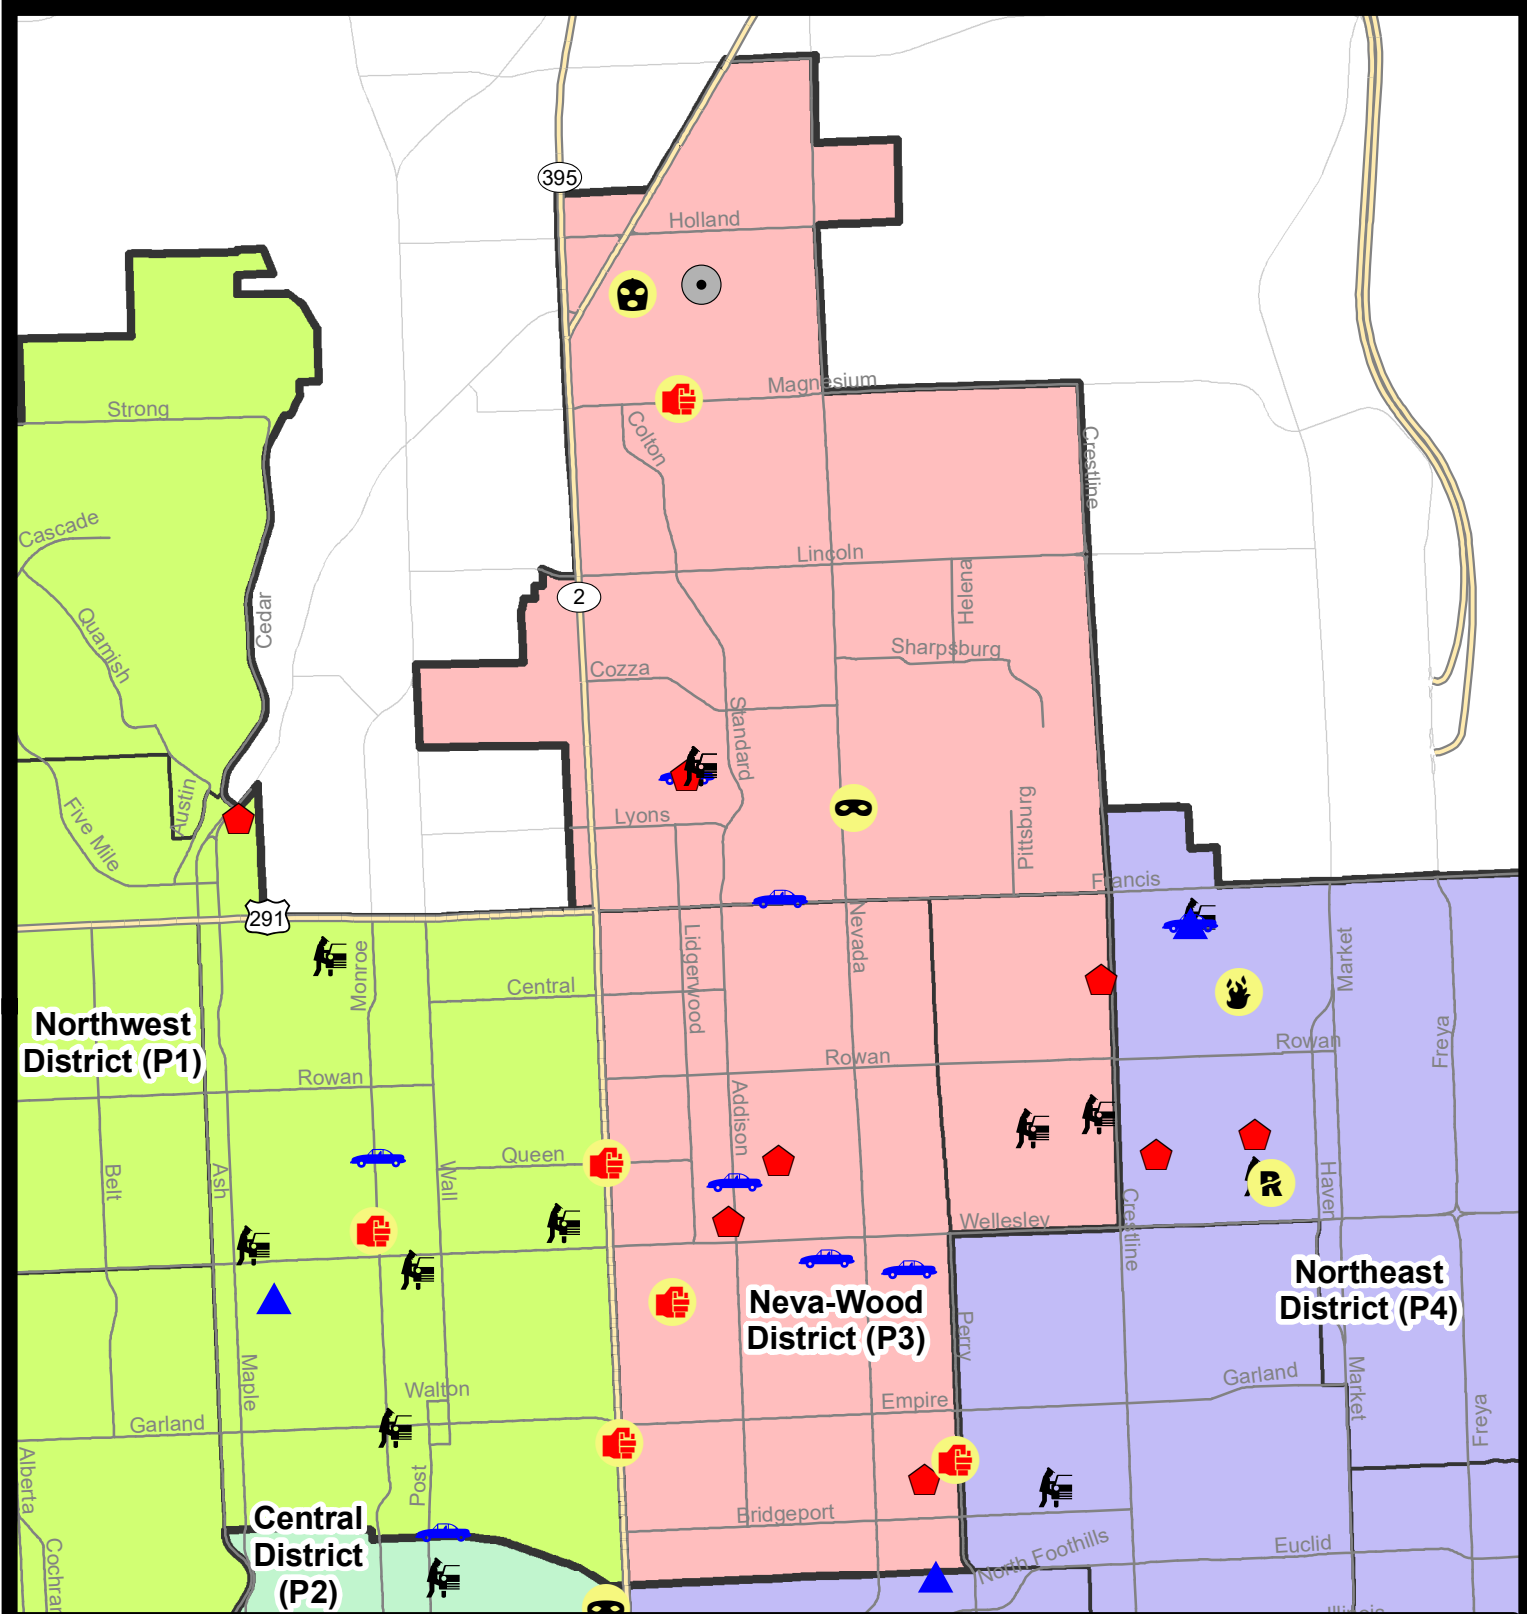 395
Holland
Magnesium
Strong
Colton
Crestline
Cascade
Lincoln
Helena
2
Cedar
Quamish
Sharpsburg
Cozza
Standard
Austin
Five Mile
Lyons
Pittsburg
Francis
291
Nevada
Lidgerwood
Market
Monroe
Central
Northwest
District (P1)
Freya
Rowan
Rowan
Rowan
Addison
Queen
Belt
Ash
Wall
R
Haven
Crestline
Wellesley
Northeast
District (P4)
Neva-Wood
District (P3)
Perry
Maple
Walton
Garland
Market
Empire
Freya
Garland
Alberta
Post
Bridgeport
Central
District
(P2)
North Foothills
Euclid
Cochran